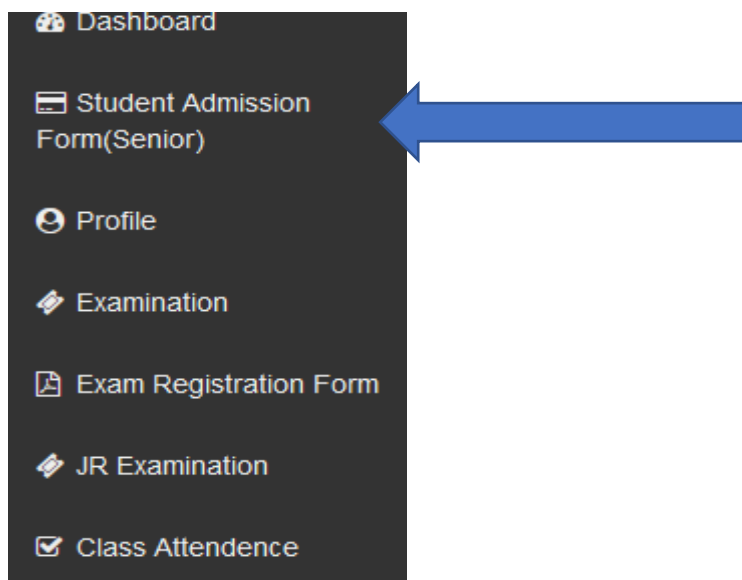 Dashboard
Student Admission
Form(Senior)
Profile
Examination
Exam Registration Form
JR Examination
Class Attendence